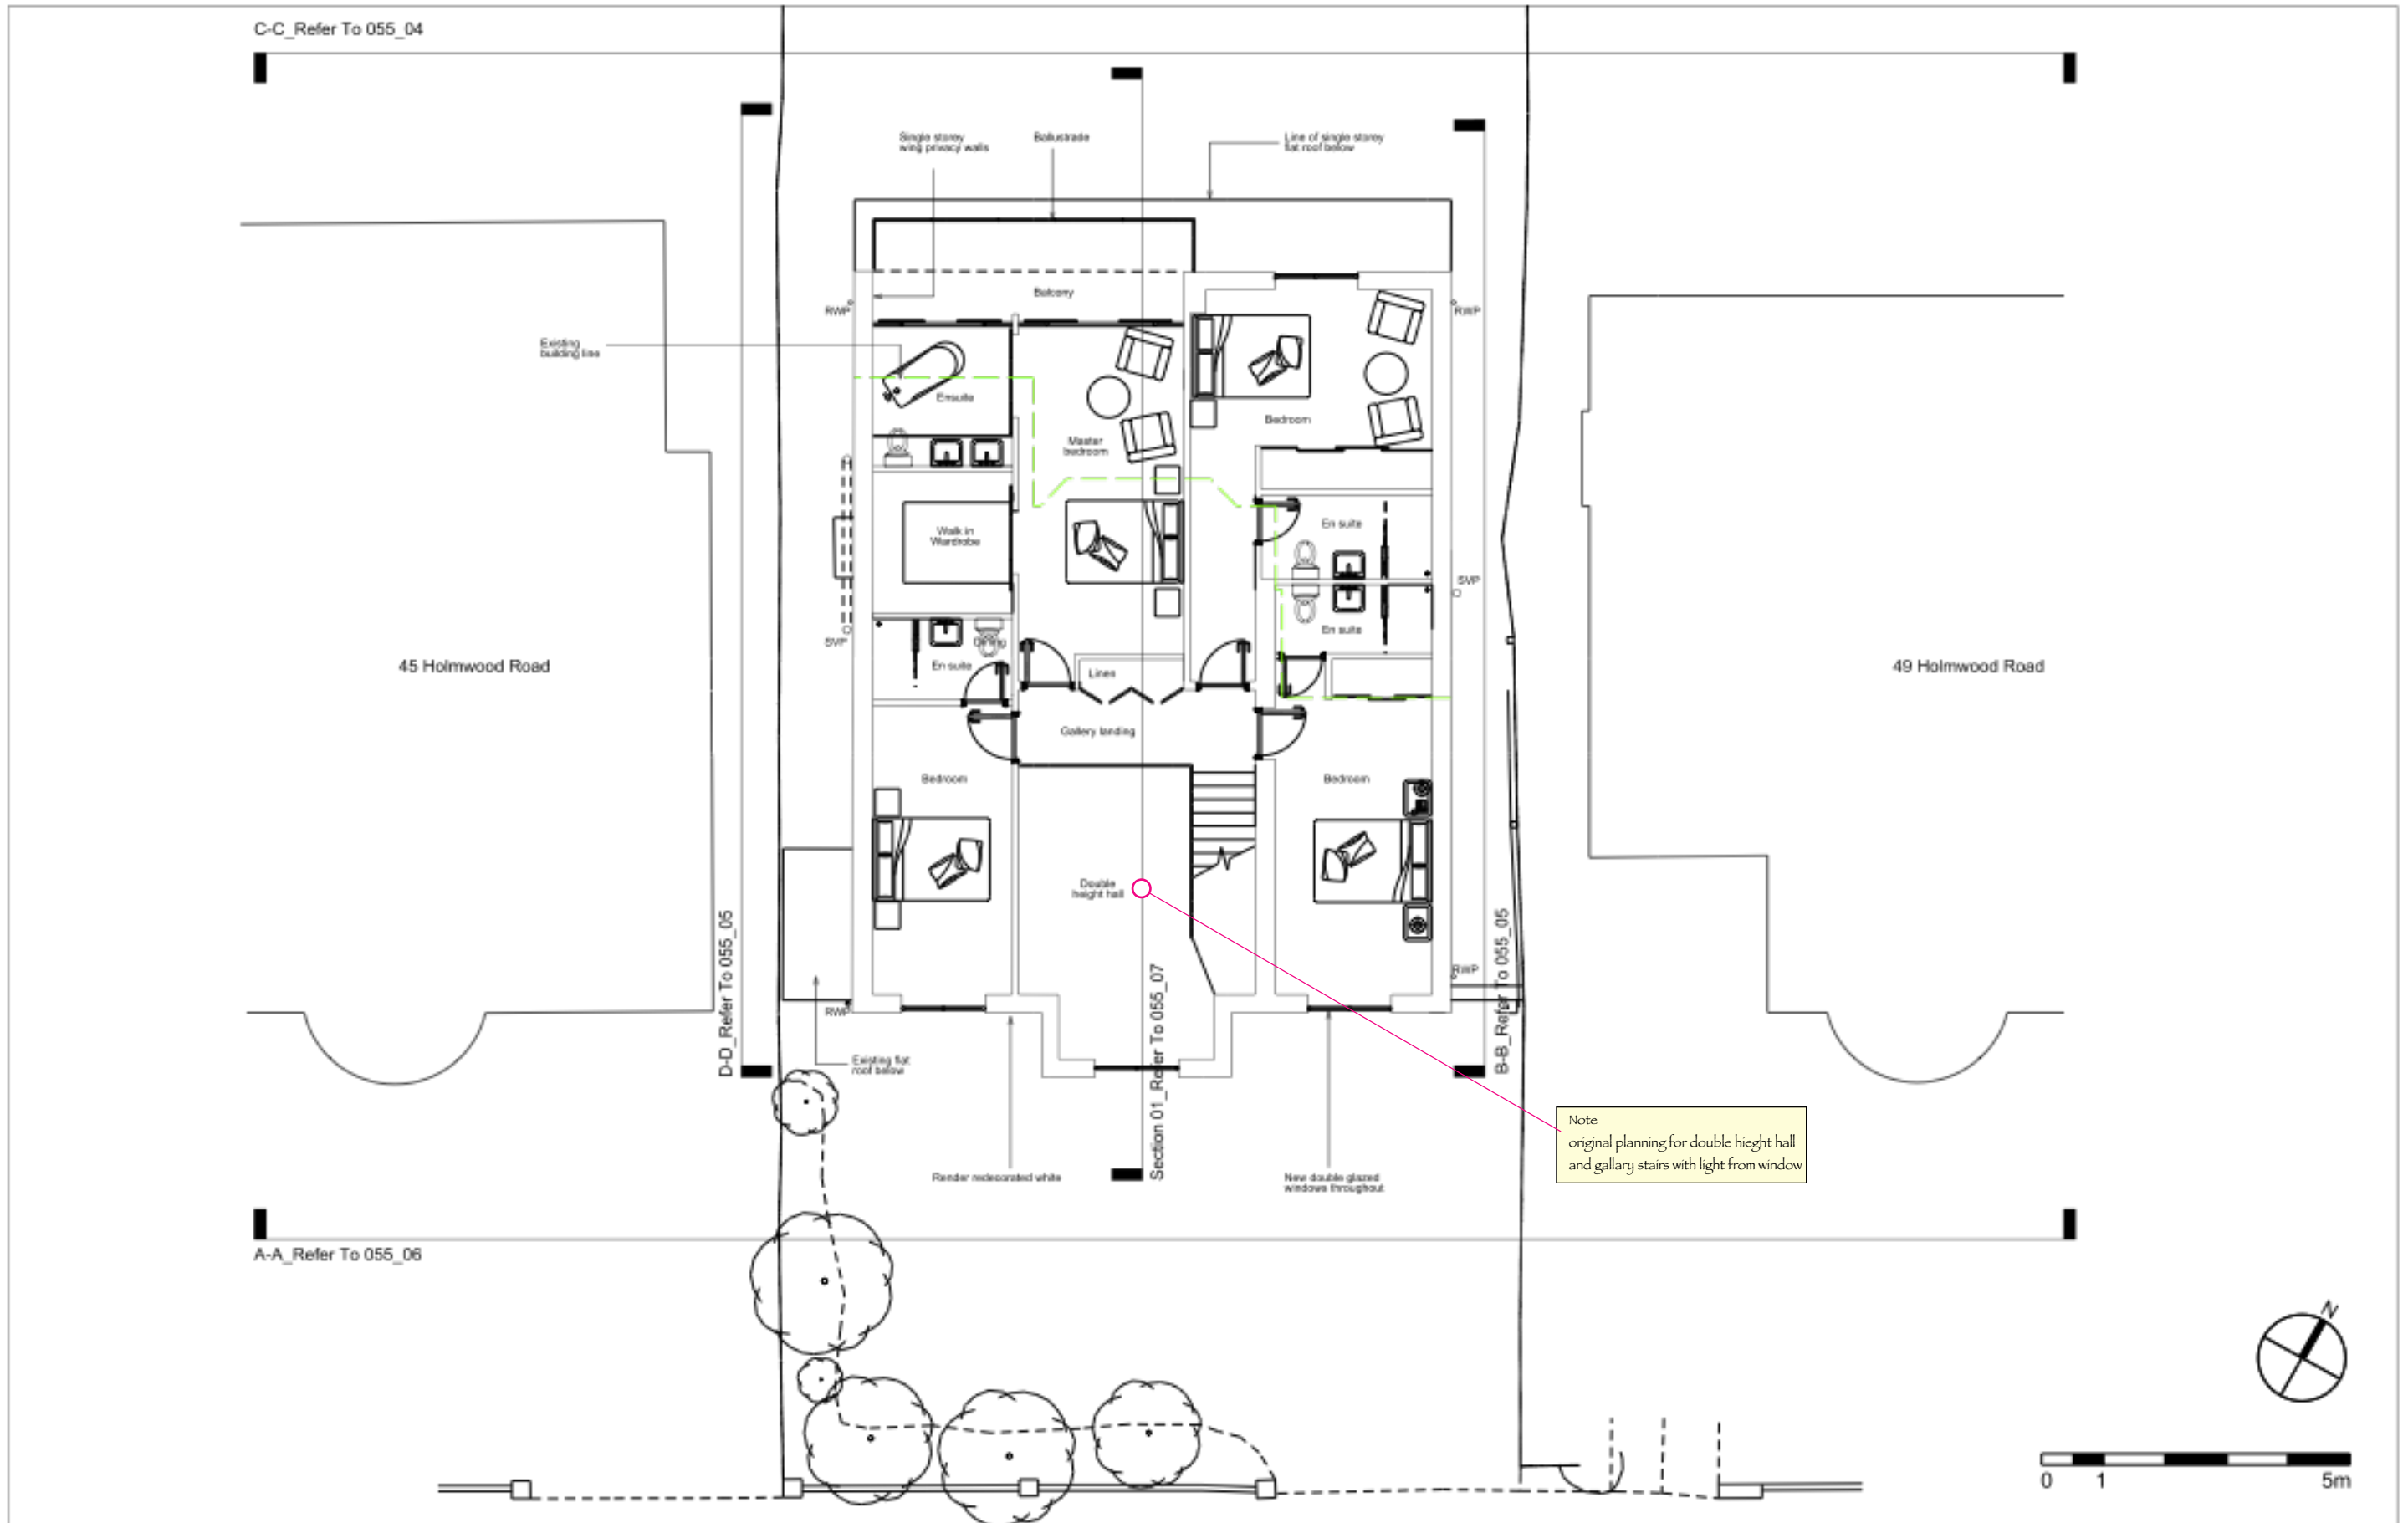 C-C_Refer To 055_04
Single storey
wing privacy walls
Ballustrade
Line of single storey
flat roof below
Balcony
RWP
RWP
Existing
building line
Ensuite
Bedroom
Master
bedroom
Walk in
Wardrobe
En suite
SVP
En suite
SVP
Dining
En suite
45 Holmwood Road
49 Holmwood Road
Linen
Gallery landing
Bedroom
Bedroom
Double
height hall
D-D_Refer To 055_05
Section 01_Refer To 055_07
B-B_Refer To 055_05
RWP
RWP
Existing flat
roof below
Render redecorated white
New double glazed
windows throughout
Note
original planning for double hieght hall
and gallary stairs with light from window
A-A_Refer To 055_06
N
0 1 5m